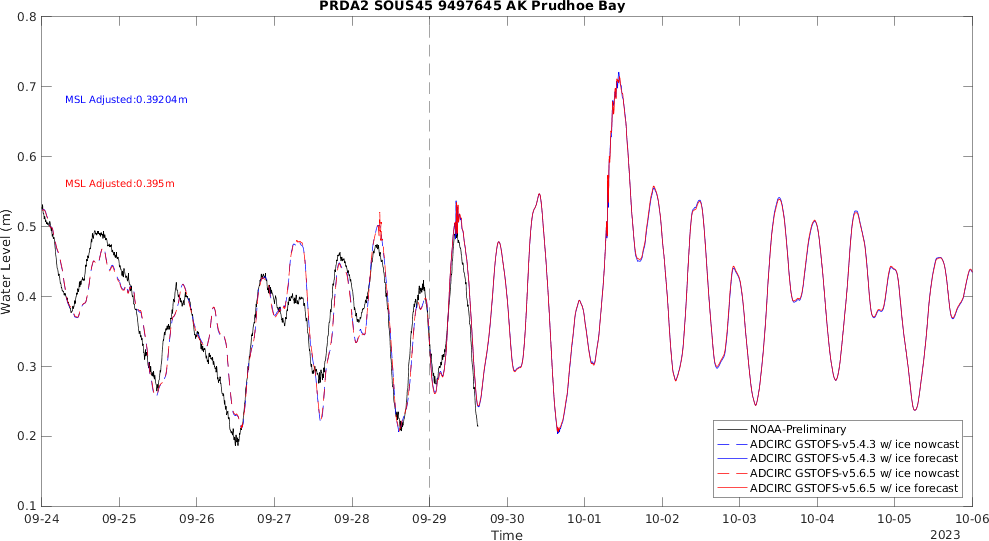 PRDA2 SOUS45 9497645 AK Prudhoe Bay
0.8
0.7
0.6
0.5
0.4
0.3
0.2
0.1
Water Level (m)
MSL Adjusted:0.39204m
MSL Adjusted:0.395m
NOAA-Preliminary
ADCIRC GSTOFS-v5.4.3 w/ ice nowcast
ADCIRC GSTOFS-v5.4.3 w/ ice forecast
ADCIRC GSTOFS-v5.6.5 w/ ice nowcast
ADCIRC GSTOFS-v5.6.5 w/ ice forecast
09-24 09-25 09-26 09-27 09-28 09-29 09-30 10-01 10-02 10-03 10-04 10-05 10-06
Time
2023